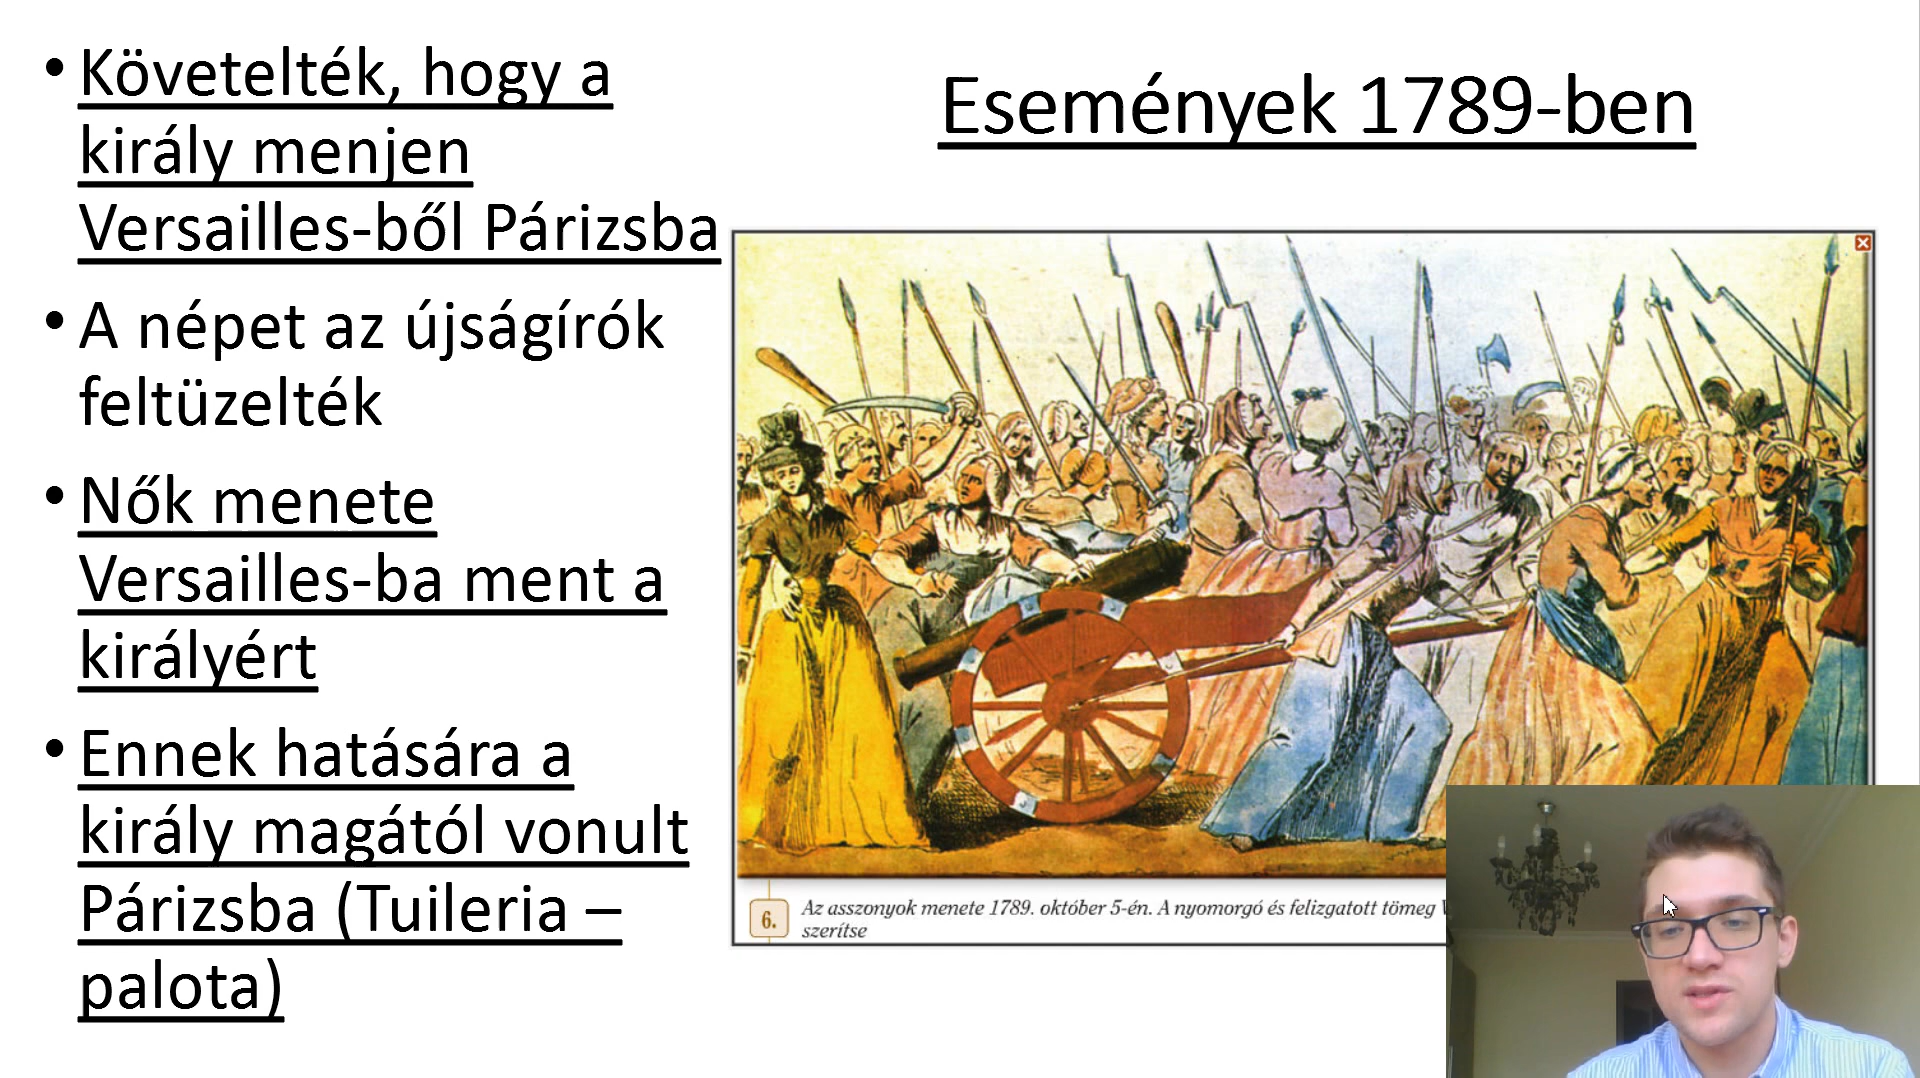 • Követelték, hogy a
király menjen
Versailles-ből Párizsba
• A népet az újságírók
feltüzelték
• Nők menete
Versailles-ba ment a
királyért
• Ennek hatására a
király magától vonult
Párizsba (Tuileria –
palota)
Események 1789-ben
6.
Az asszonyok menete 1789. október 5-én. A nyomorgó és felizgatott tömeg
szerítse